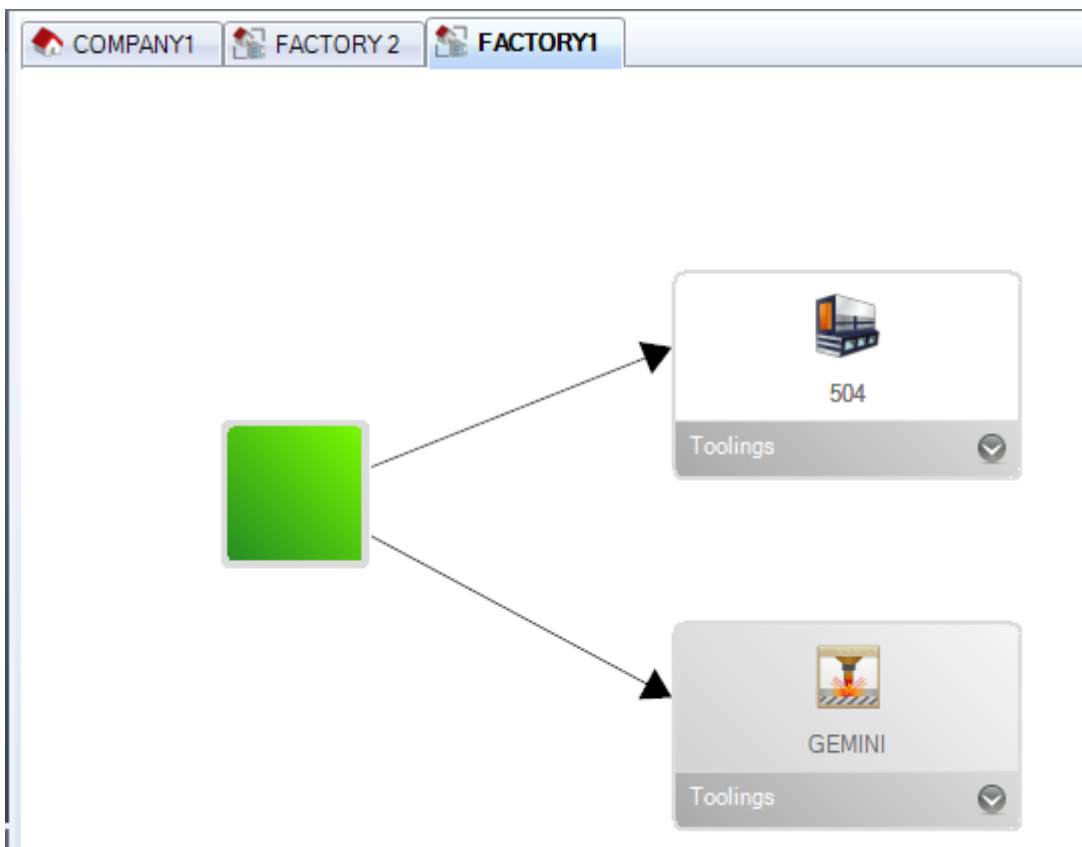 COMPANY1
FACTORY 2
FACTORY1
504
Toolings
GEMINI
Toolings